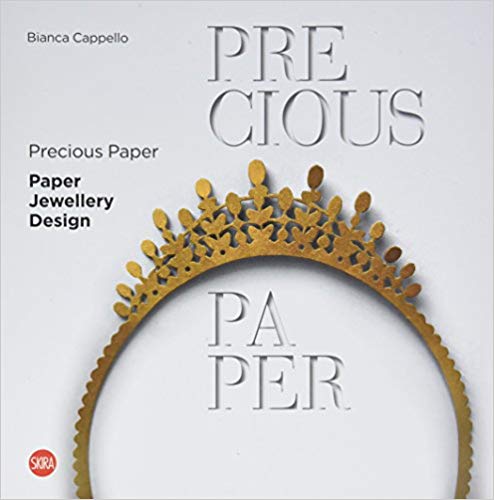 Bianca Cappello
PRE
CIOUS
Precious Paper
Paper
Jewellery
Design
PA
PER
SKIRA